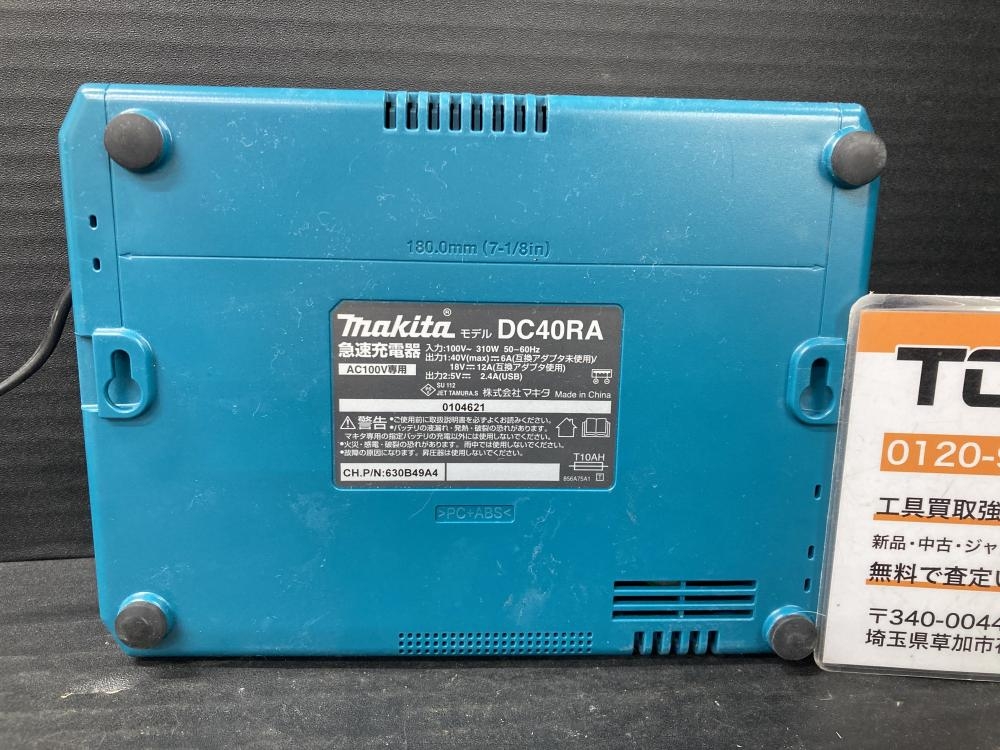 180.0mm (7-1/8in)
makita® モデル DC40RA
急速充電器
AC100V専用
入力:100V~ 310W 50-60Hz
出力1:40V(max)⎓6A(互換アダプタ未使用)/
18V⎓12A(互換アダプタ使用)
出力2:5V⎓ 2.4A(USB)
SU 112
JET TAMURA.S 株式会社マキタ Made in China
0104621
⚠警告 •ご使用前に取扱説明書を必ずよくお読みください。
•バッテリの液漏れ・発熱・破裂の恐れがあります。
マキタ専用の指定バッテリの充電以外には使用しないでください。
•火災・感電・破裂の恐れがあります。雨中では使用しないでください。
•故障の原因になります。昇圧器は使用しないでください。
T10AH
CH.P/N:630B49A4
856A75A1 T
>PC+ABS<
TO
0120-
工具買取強
新品・中古・ジャ
無料で査定い
〒340-0044
埼玉県草加市